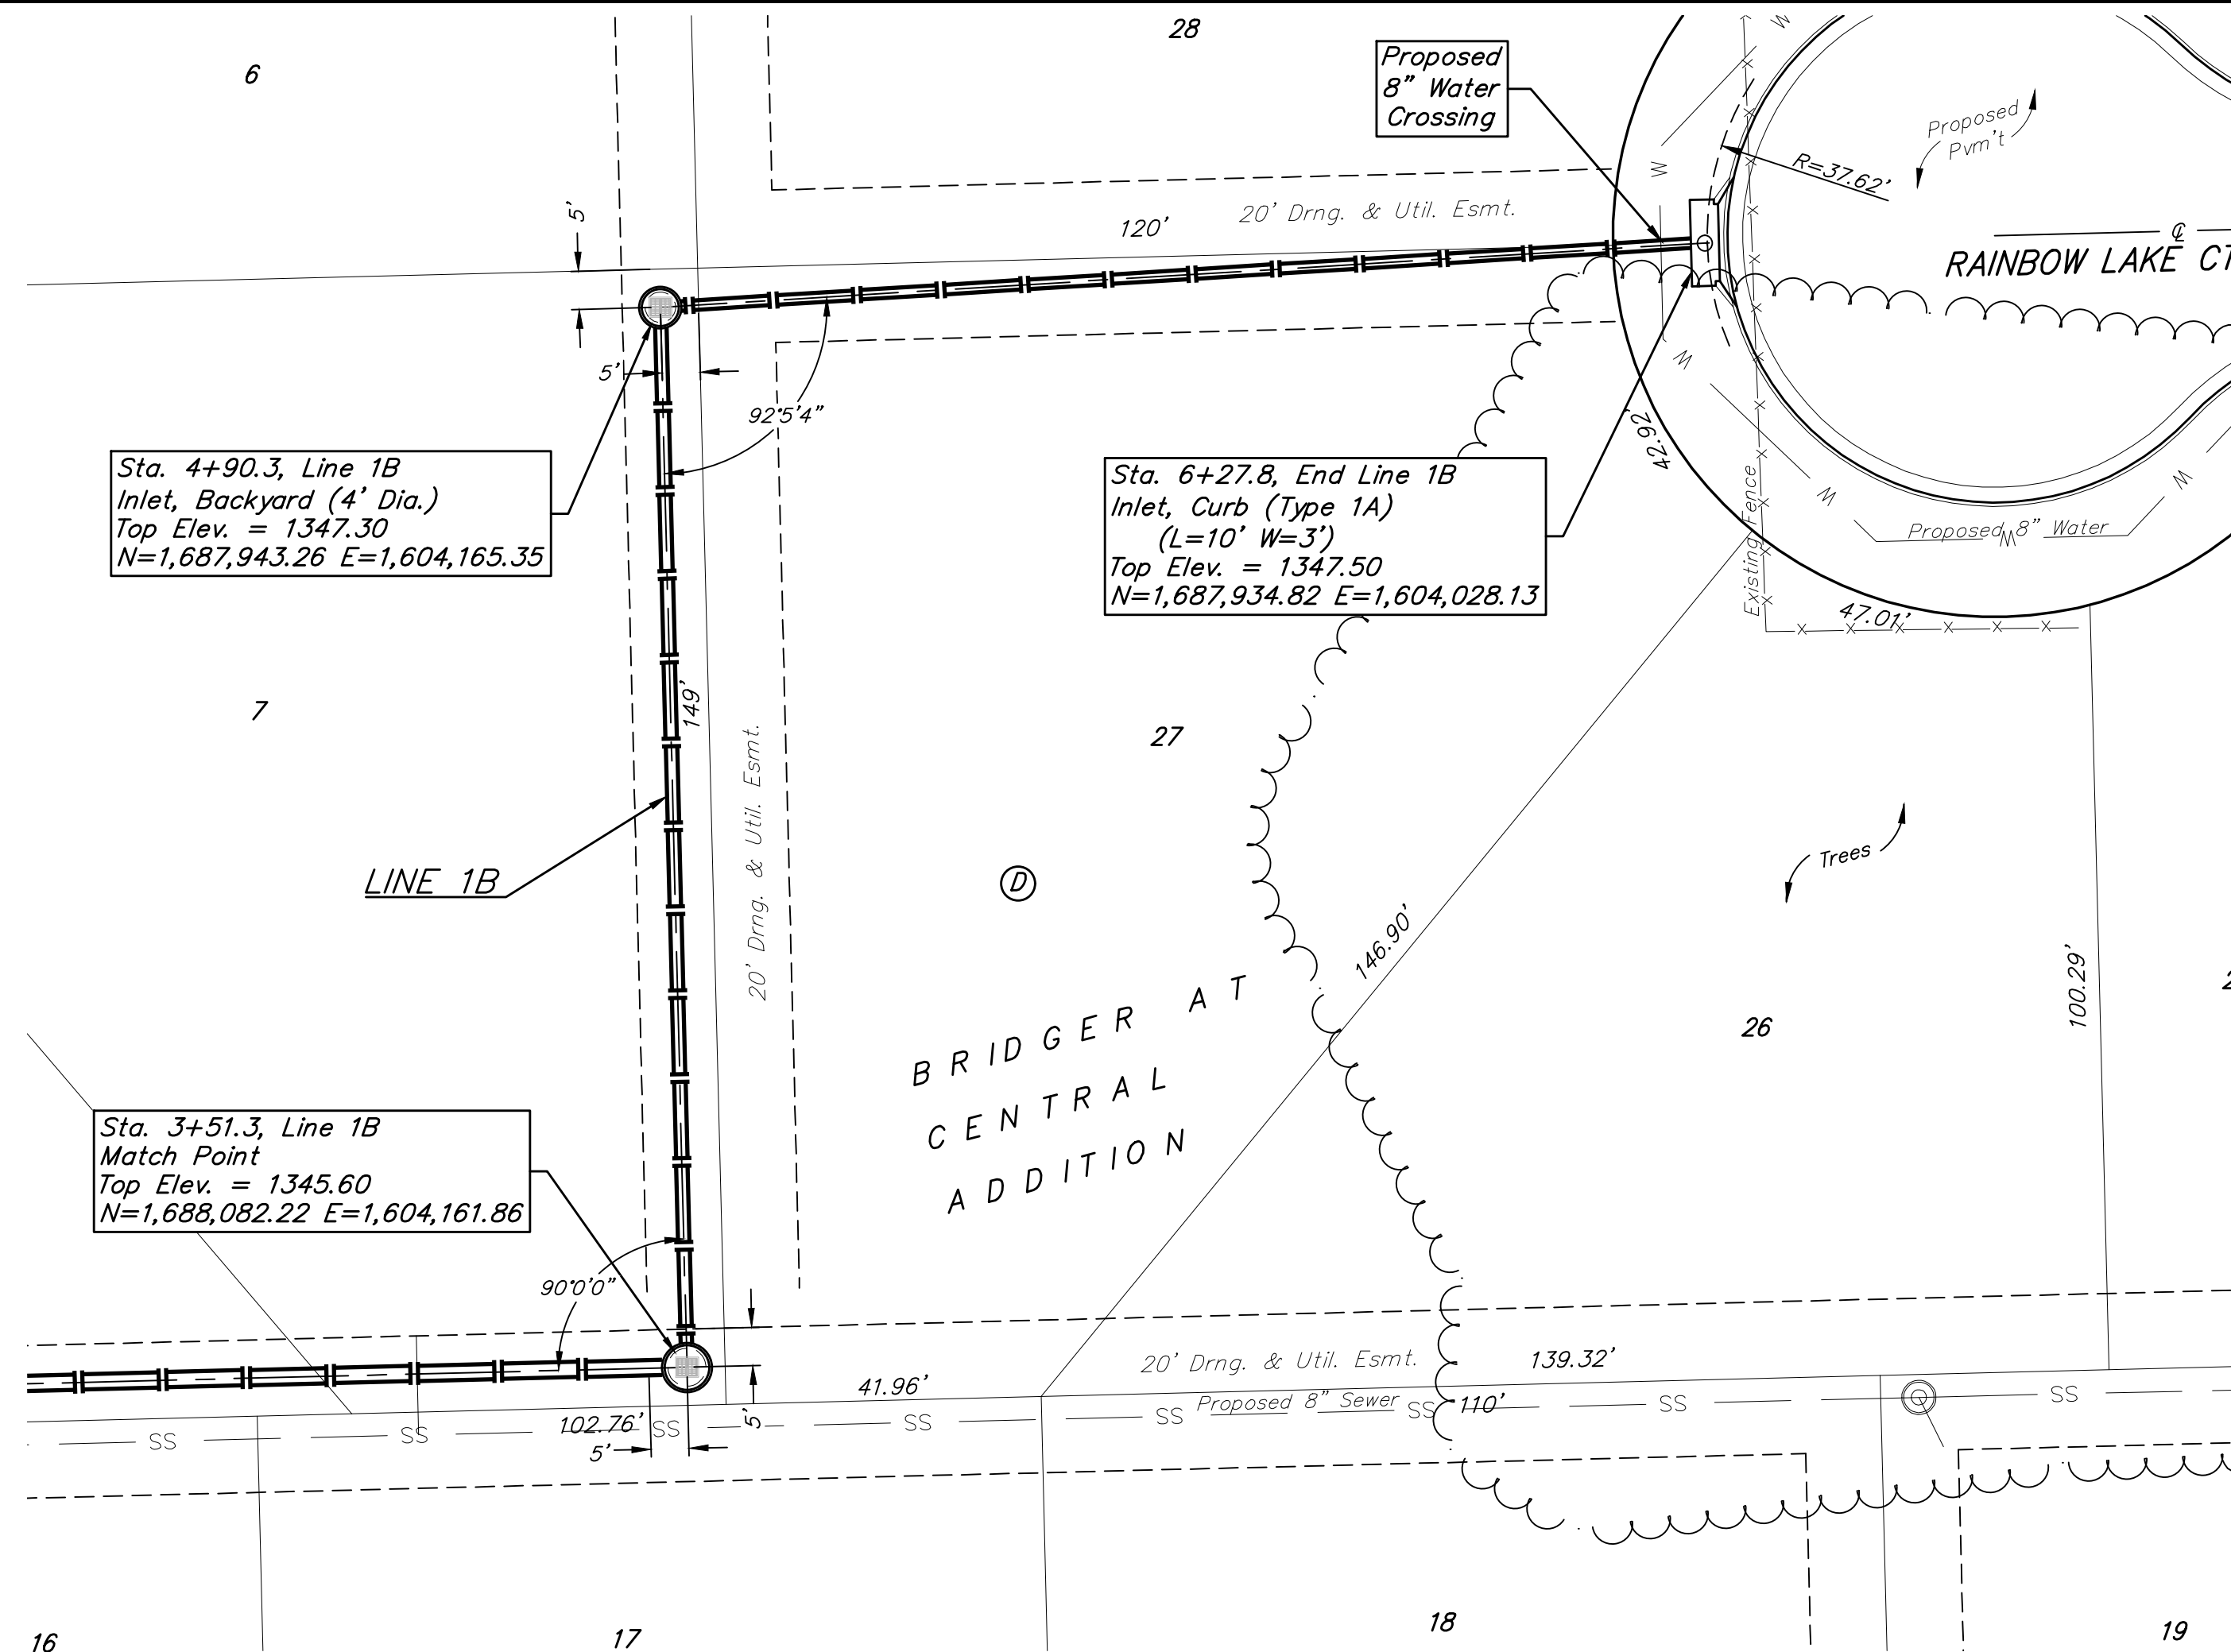 28
6
Proposed
8" Water
Crossing
W
Proposed
Pvm't
R=37.62'
W
5'
120'
20' Drng. & Util. Esmt.
℄
RAINBOW LAKE CT
5'
92°5'4"
W
42.92'
Sta. 4+90.3, Line 1B
Inlet, Backyard (4' Dia.)
Top Elev. = 1347.30
N=1,687,943.26 E=1,604,165.35
Sta. 6+27.8, End Line 1B
Inlet, Curb (Type 1A)
(L=10' W=3')
Top Elev. = 1347.50
N=1,687,934.82 E=1,604,028.13
Existing Fence
W
W
Proposed 8" Water
W
47.01'
7
149'
27
20' Drng. & Util. Esmt.
LINE 1B
D
Trees
146.90'
100.29'
BRIDGER AT
CENTRAL
ADDITION
26
Sta. 3+51.3, Line 1B
Match Point
Top Elev. = 1345.60
N=1,688,082.22 E=1,604,161.86
90°0'0"
20' Drng. & Util. Esmt.
139.32'
41.96'
Proposed 8" Sewer
110'
102.76'
5'
5'
SS
SS
SS
SS
SS
SS
SS
SS
16
17
18
19